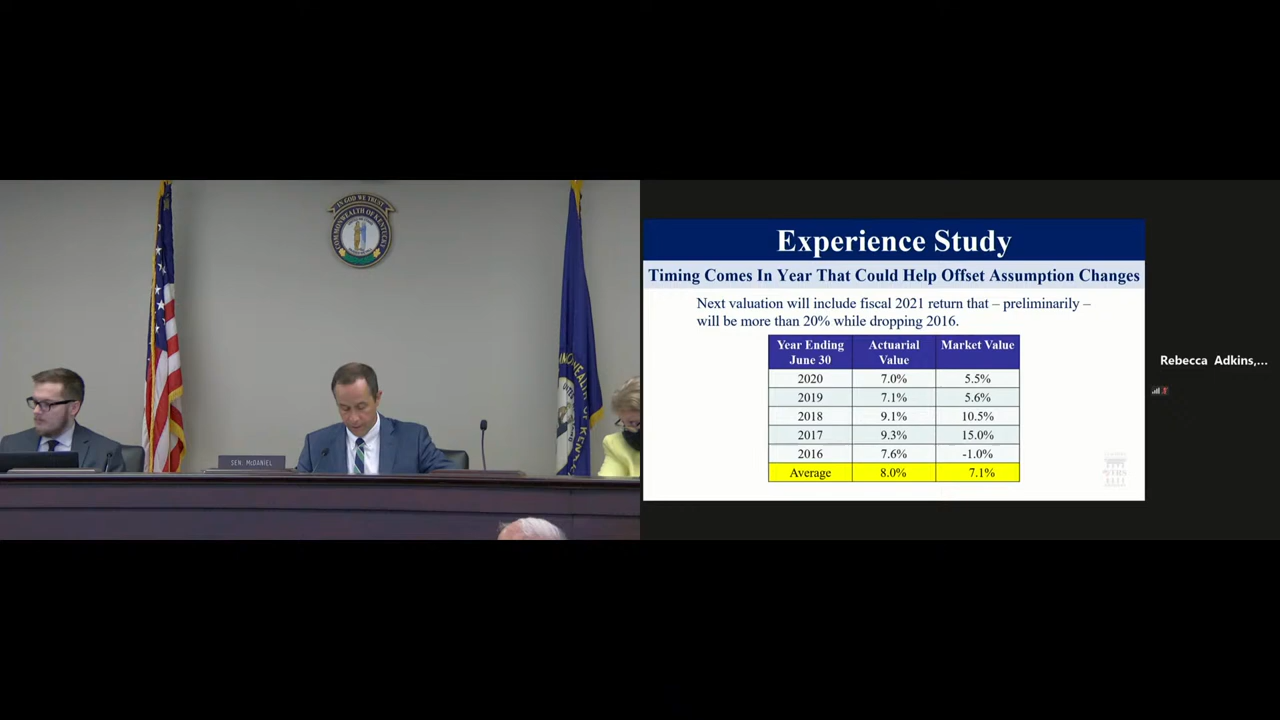 IN GOD WE TRUST
COMMONWEALTH OF KENTUCKY
SEN. McDANIEL
Experience Study
Timing Comes In Year That Could Help Offset Assumption Changes
Next valuation will include fiscal 2021 return that – preliminarily –
will be more than 20% while dropping 2016.
Year Ending June 30 Actuarial Value Market Value
2020 7.0% 5.5%
2019 7.1% 5.6%
2018 9.1% 10.5%
2017 9.3% 15.0%
2016 7.6% -1.0%
Average 8.0% 7.1%
TRS
Rebecca Adkins,...